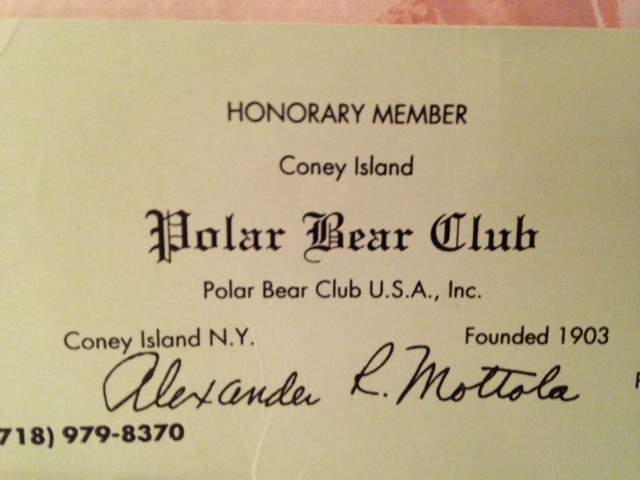 HONORARY MEMBER
Coney Island
Polar Bear Club
Polar Bear Club U.S.A., Inc.
Coney Island N.Y. Founded 1903
Alexander R. Mottola
718) 979-8370